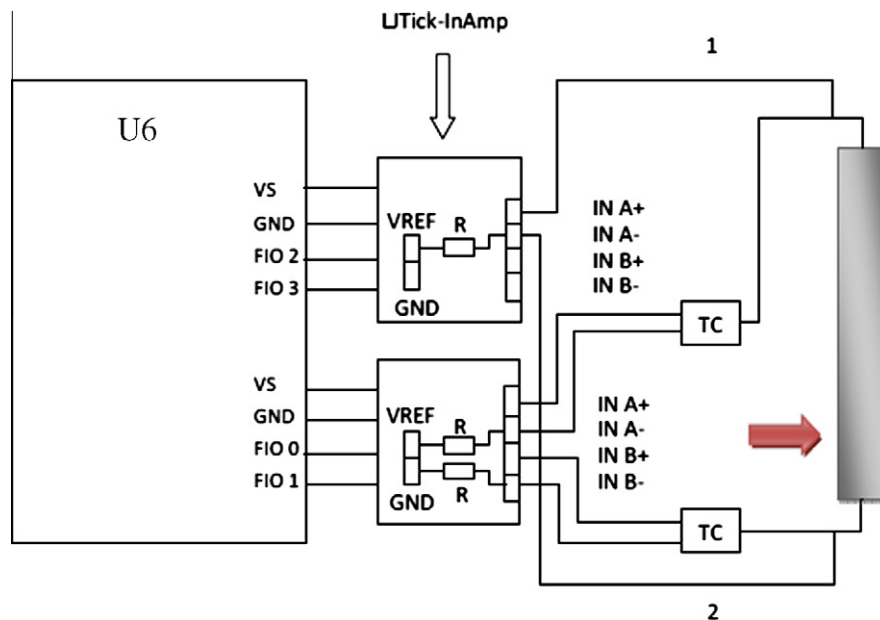 LJTick-InAmp
1
U6
VS
GND
FIO 2
FIO 3
VREF
R
GND
IN A+
IN A-
IN B+
IN B-
TC
VS
GND
FIO 0
FIO 1
VREF
R
GND
R
IN A+
IN A-
IN B+
IN B-
TC
2